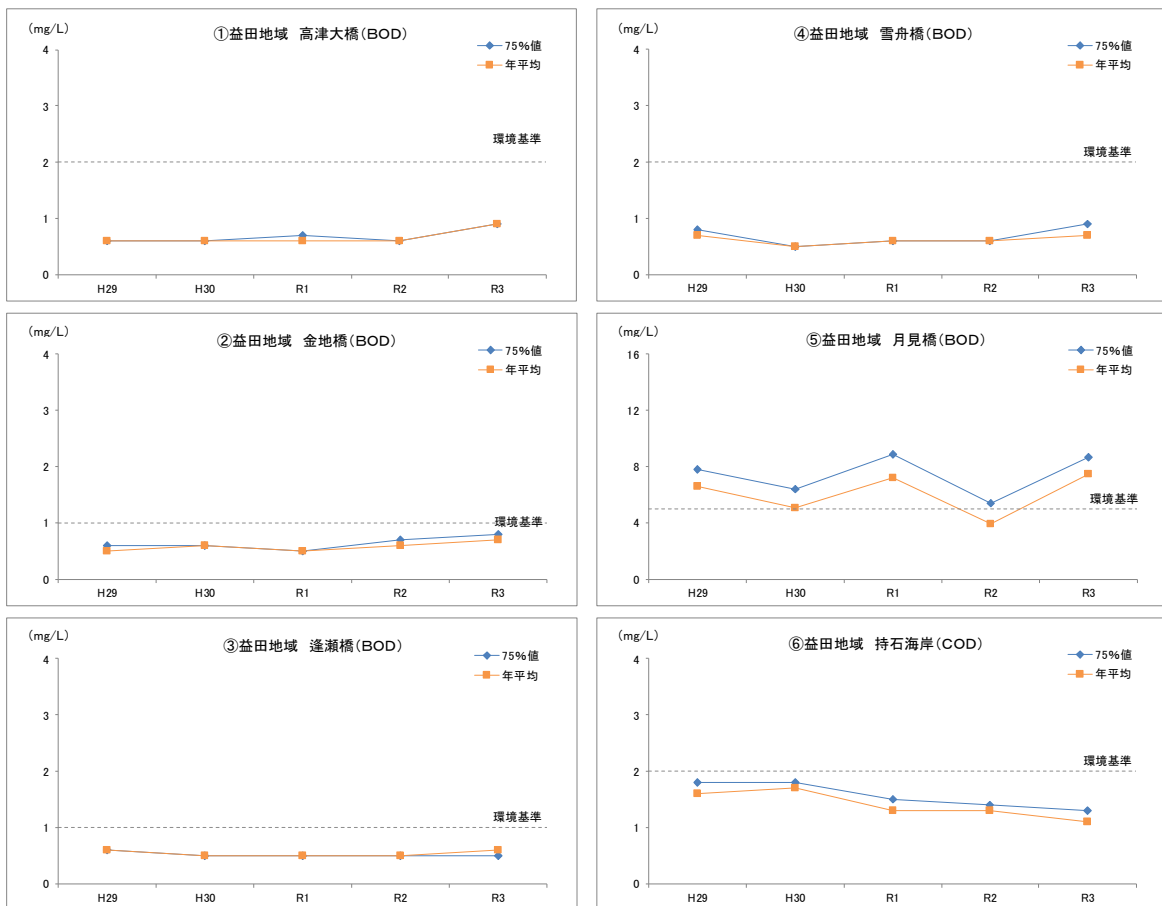 (mg/L)
①益田地域 高津大橋(BOD)
75%値
年平均
環境基準
4
3
2
1
0
H29 H30 R1 R2 R3
(mg/L)
②益田地域 金地橋(BOD)
75%値
年平均
環境基準
4
3
2
1
0
H29 H30 R1 R2 R3
(mg/L)
③益田地域 逢瀬橋(BOD)
75%値
年平均
環境基準
4
3
2
1
0
H29 H30 R1 R2 R3
(mg/L)
④益田地域 雪舟橋(BOD)
75%値
年平均
環境基準
4
3
2
1
0
H29 H30 R1 R2 R3
(mg/L)
⑤益田地域 月見橋(BOD)
75%値
年平均
環境基準
16
12
8
4
0
H29 H30 R1 R2 R3
(mg/L)
⑥益田地域 持石海岸(COD)
75%値
年平均
環境基準
4
3
2
1
0
H29 H30 R1 R2 R3